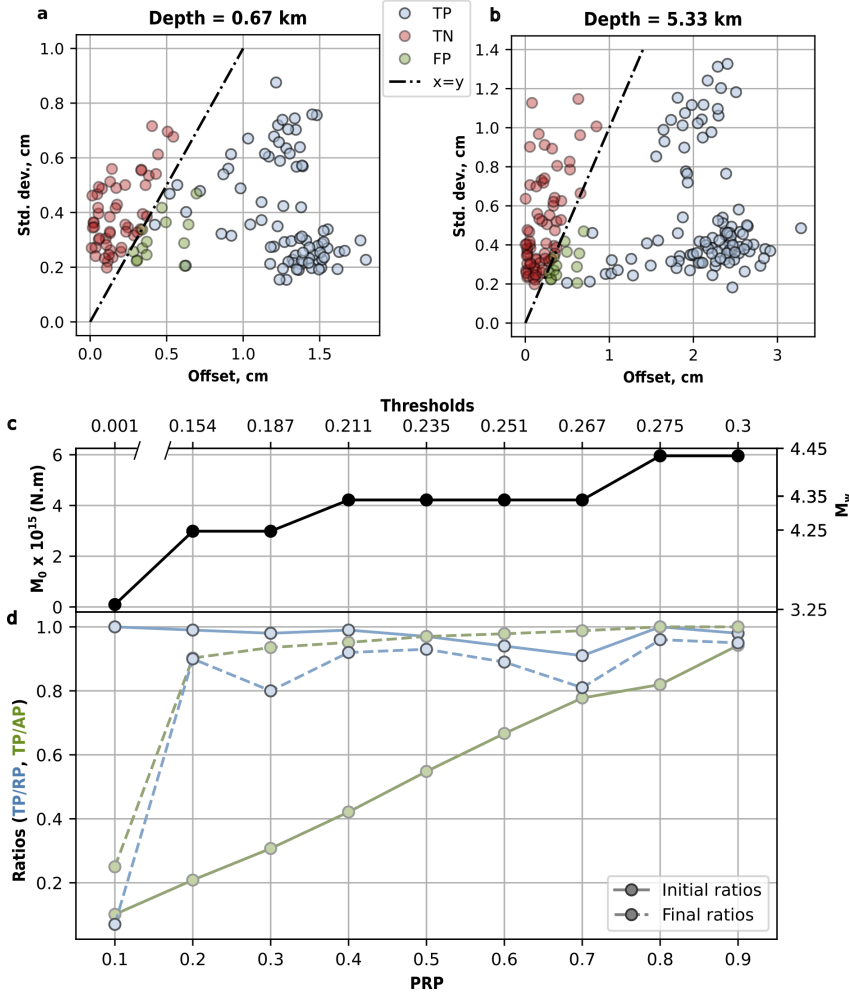 a
Depth = 0.67 km
TP
TN
FP
x=y
b
Depth = 5.33 km
Std. dev., cm
1.0
0.8
0.6
0.4
0.2
0.0
0.0 0.5 1.0 1.5
Offset, cm
Std. dev., cm
1.4
1.2
1.0
0.8
0.6
0.4
0.2
0.0
0 1 2 3
Offset, cm
c
Thresholds
0.001 0.154 0.187 0.211 0.235 0.251 0.267 0.275 0.3
M₀ x 10¹⁵ (N.m)
6
4
2
0
4.45
4.35
4.25
3.25
Mw
d
Ratios (TP/RP, TP/AP)
1.0
0.8
0.6
0.4
0.2
Initial ratios
Final ratios
0.1 0.2 0.3 0.4 0.5 0.6 0.7 0.8 0.9
PRP